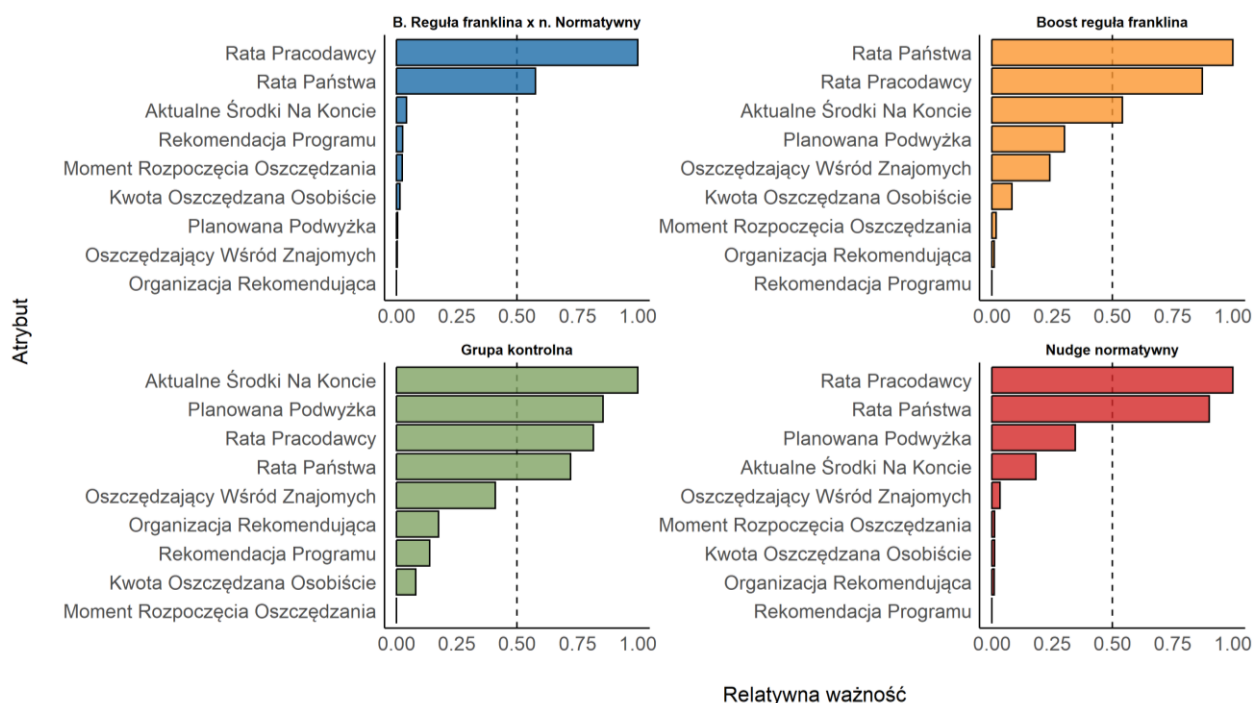 B. Reguła franklina x n. Normatywny
Rata Pracodawcy
Rata Państwa
Aktualne Środki Na Koncie
Rekomendacja Programu
Moment Rozpoczęcia Oszczędzania
Kwota Oszczędzana Osobiście
Planowana Podwyżka
Oszczędzający Wśród Znajomych
Organizacja Rekomendująca
0.00 0.25 0.50 0.75 1.00
Boost reguła franklina
Rata Państwa
Rata Pracodawcy
Aktualne Środki Na Koncie
Planowana Podwyżka
Oszczędzający Wśród Znajomych
Kwota Oszczędzana Osobiście
Moment Rozpoczęcia Oszczędzania
Organizacja Rekomendująca
Rekomendacja Programu
0.00 0.25 0.50 0.75 1.00
Atrybut
Grupa kontrolna
Aktualne Środki Na Koncie
Planowana Podwyżka
Rata Pracodawcy
Rata Państwa
Oszczędzający Wśród Znajomych
Organizacja Rekomendująca
Rekomendacja Programu
Kwota Oszczędzana Osobiście
Moment Rozpoczęcia Oszczędzania
0.00 0.25 0.50 0.75 1.00
Nudge normatywny
Rata Pracodawcy
Rata Państwa
Planowana Podwyżka
Aktualne Środki Na Koncie
Oszczędzający Wśród Znajomych
Moment Rozpoczęcia Oszczędzania
Kwota Oszczędzana Osobiście
Organizacja Rekomendująca
Rekomendacja Programu
0.00 0.25 0.50 0.75 1.00
Relatywna ważność